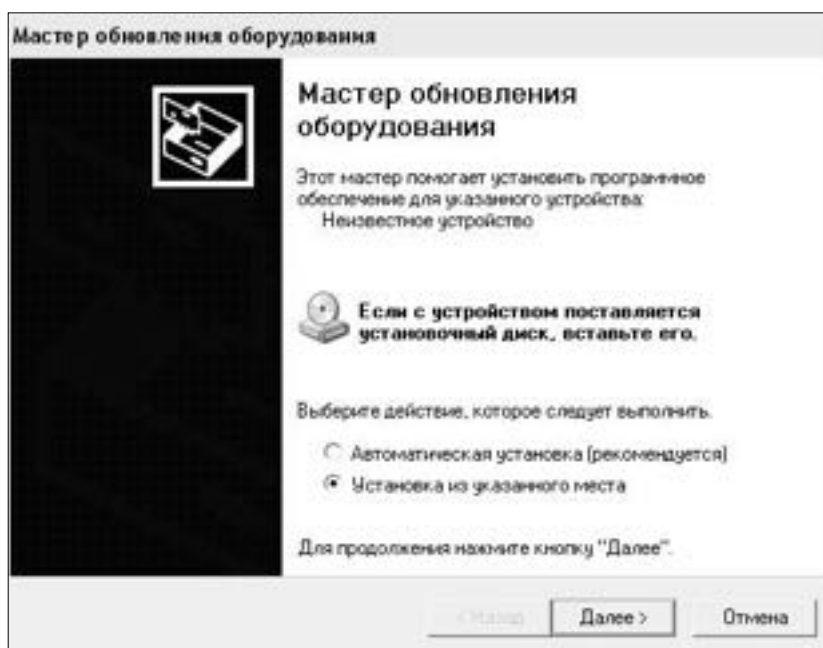 Мастер обновления оборудования
Мастер обновления
оборудования
Этот мастер помогает установить программное
обеспечение для указанного устройства:
Неизвестное устройство
Если с устройством поставляется
установочный диск, вставьте его.
Выберите действие, которое следует выполнить.
Автоматическая установка (рекомендуется)
Установка из указанного места
Для продолжения нажмите кнопку "Далее".
< Назад Далее > Отмена